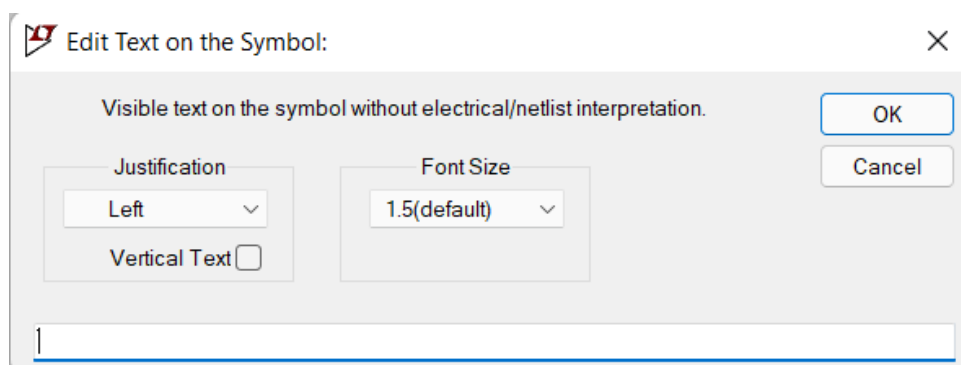 Edit Text on the Symbol:
Visible text on the symbol without electrical/netlist interpretation.
OK
Justification
Font Size
Cancel
Left
1.5(default)
Vertical Text